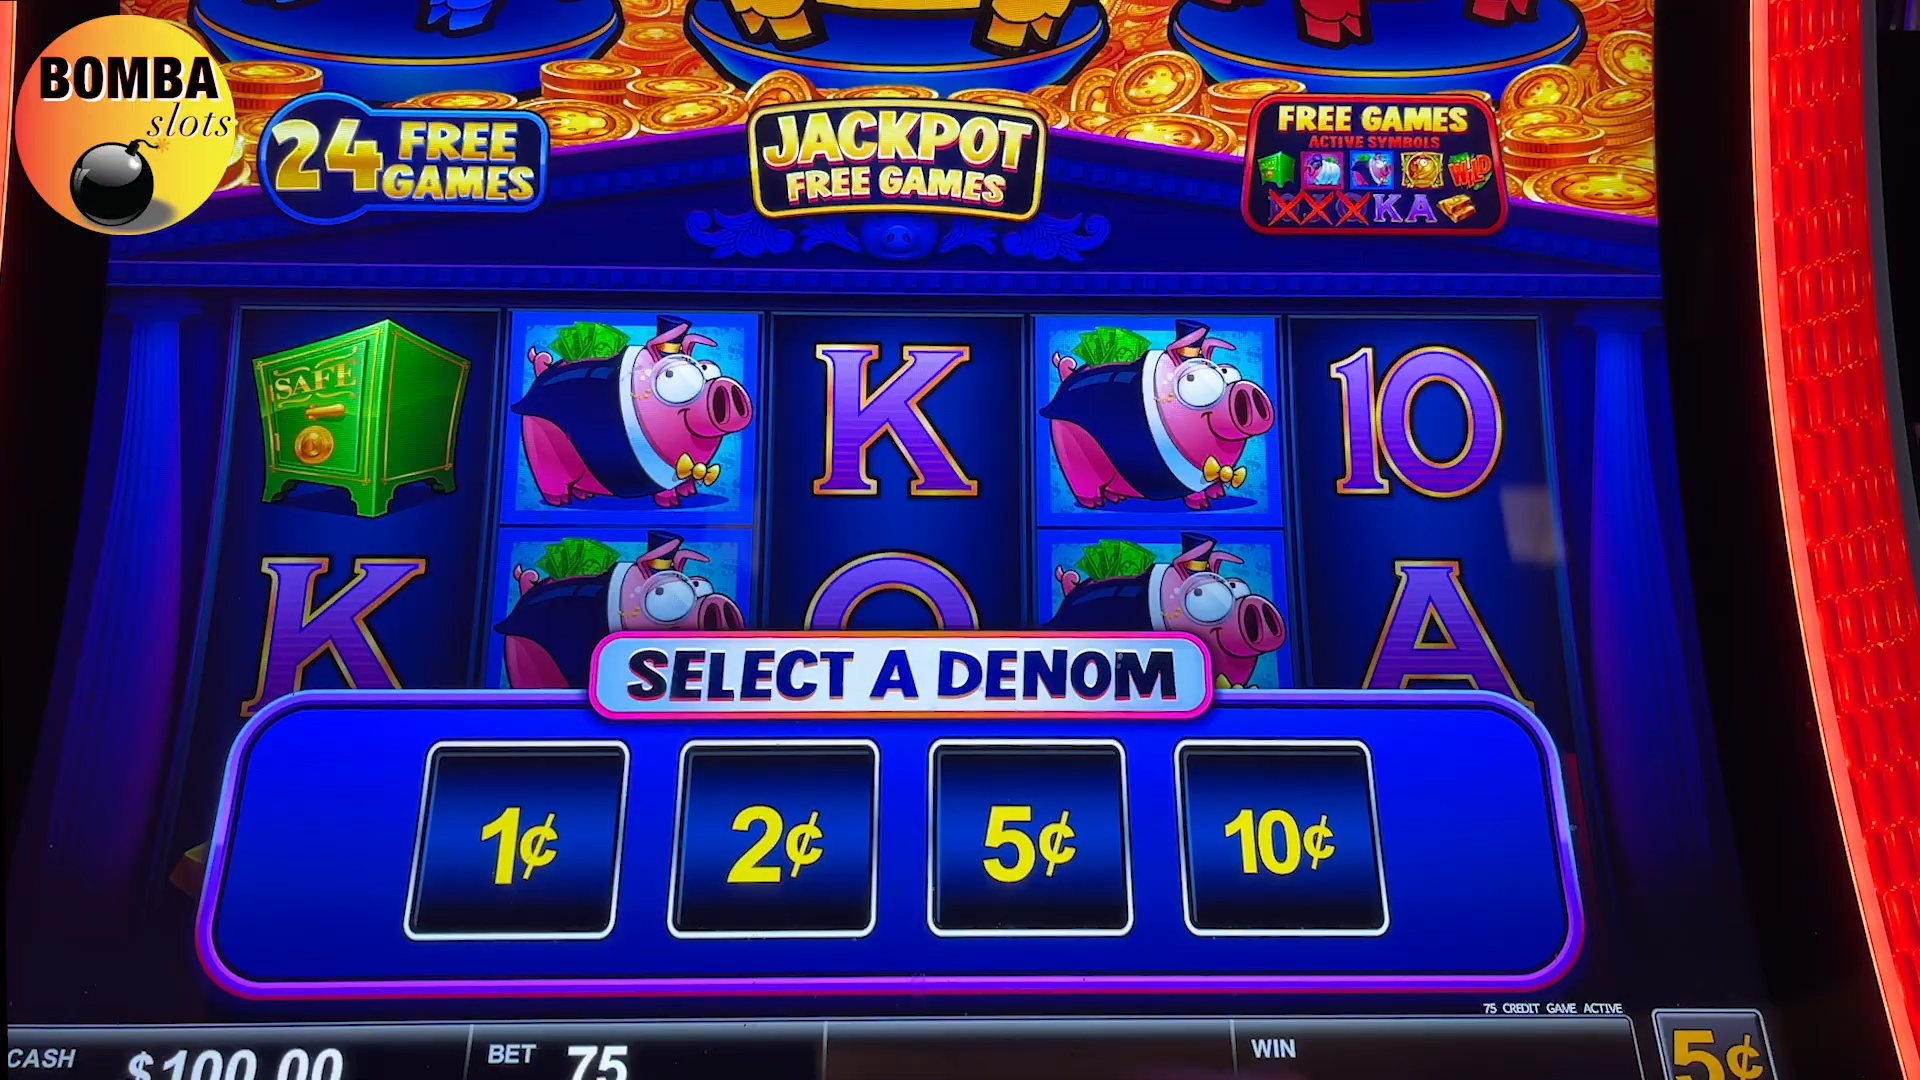 BOMBA
slots
24 FREE
GAMES
JACKPOT
FREE GAMES
FREE GAMES
ACTIVE SYMBOLS
WILD
K A
SAFE
K
10
K
A
SELECT A DENOM
1¢ 2¢ 5¢ 10¢
75 CREDIT GAME ACTIVE
CASH $100.00 BET 75 WIN 5¢